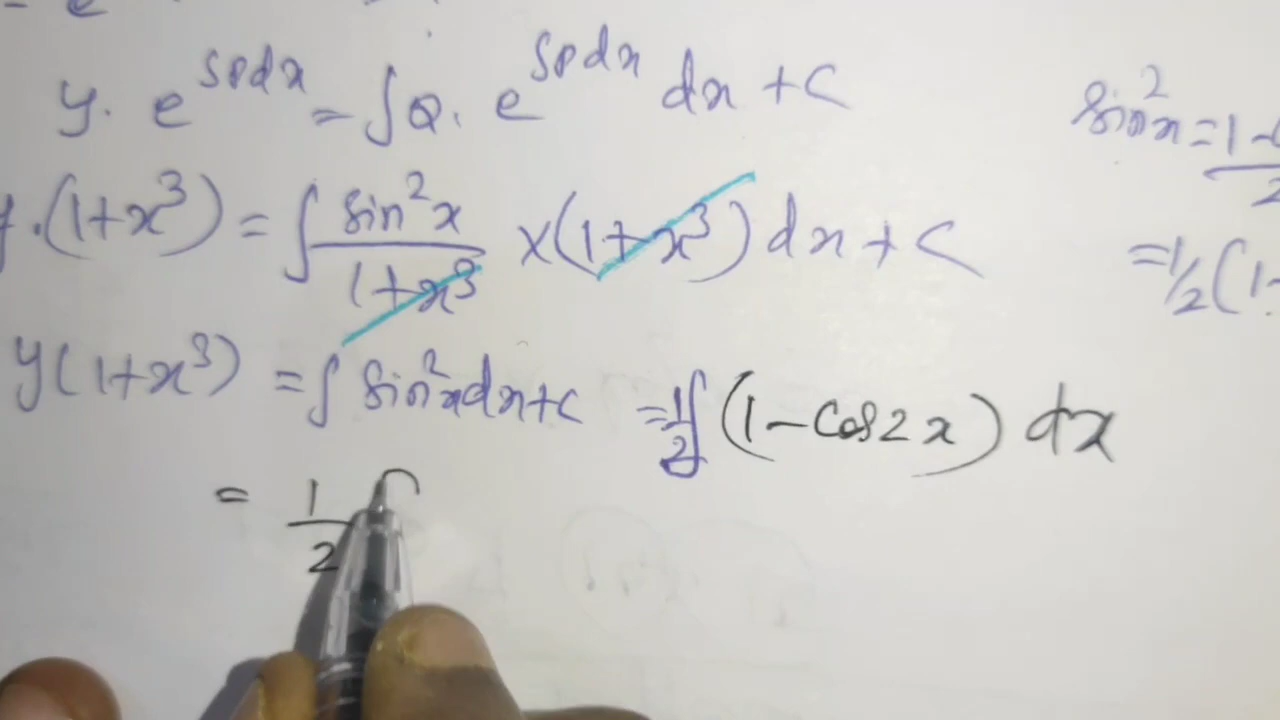 y. e^∫pdx = ∫Q. e^∫pdx dx + C
y.(1+x³) = ∫ sin²x/1+x³ x(1+x³) dx + C
y(1+x³) = ∫ sin²x dx + C = 1/2 ∫ (1-Cos2x) dx
= 1/2 ∫
sin²x = 1-
2
= 1/2 (1-